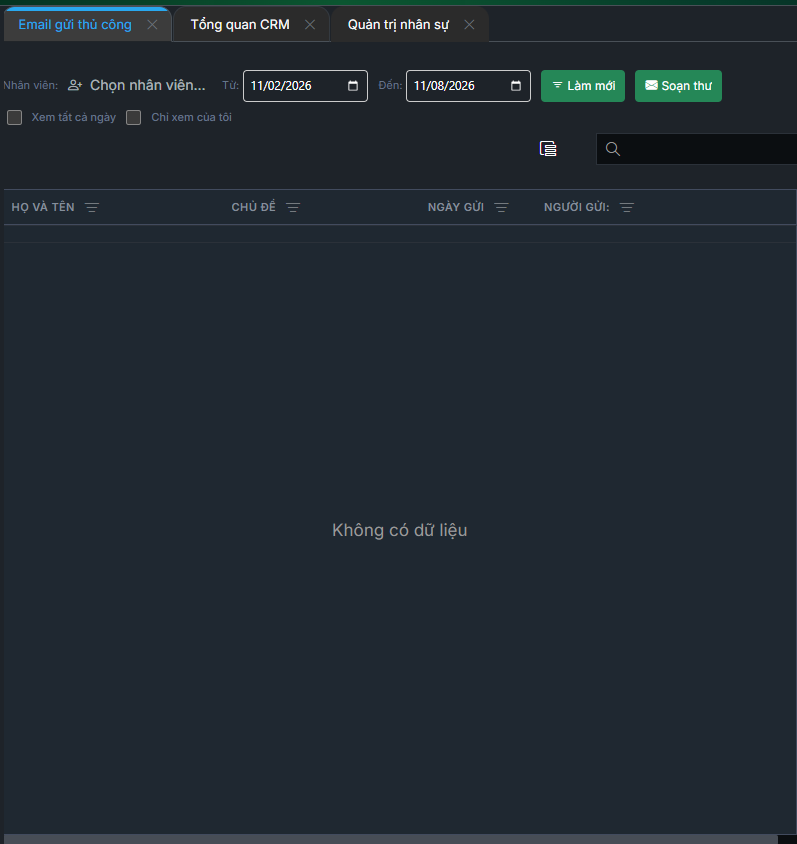 Email gửi thủ công Tổng quan CRM Quản trị nhân sự
Nhân viên: Chọn nhân viên... Từ: 11/02/2026 Đến: 11/08/2026 Làm mới Soạn thư
Xem tất cả ngày Chỉ xem của tôi
HỌ VÀ TÊN CHỦ ĐỀ NGÀY GỬI NGƯỜI GỬI:
Không có dữ liệu